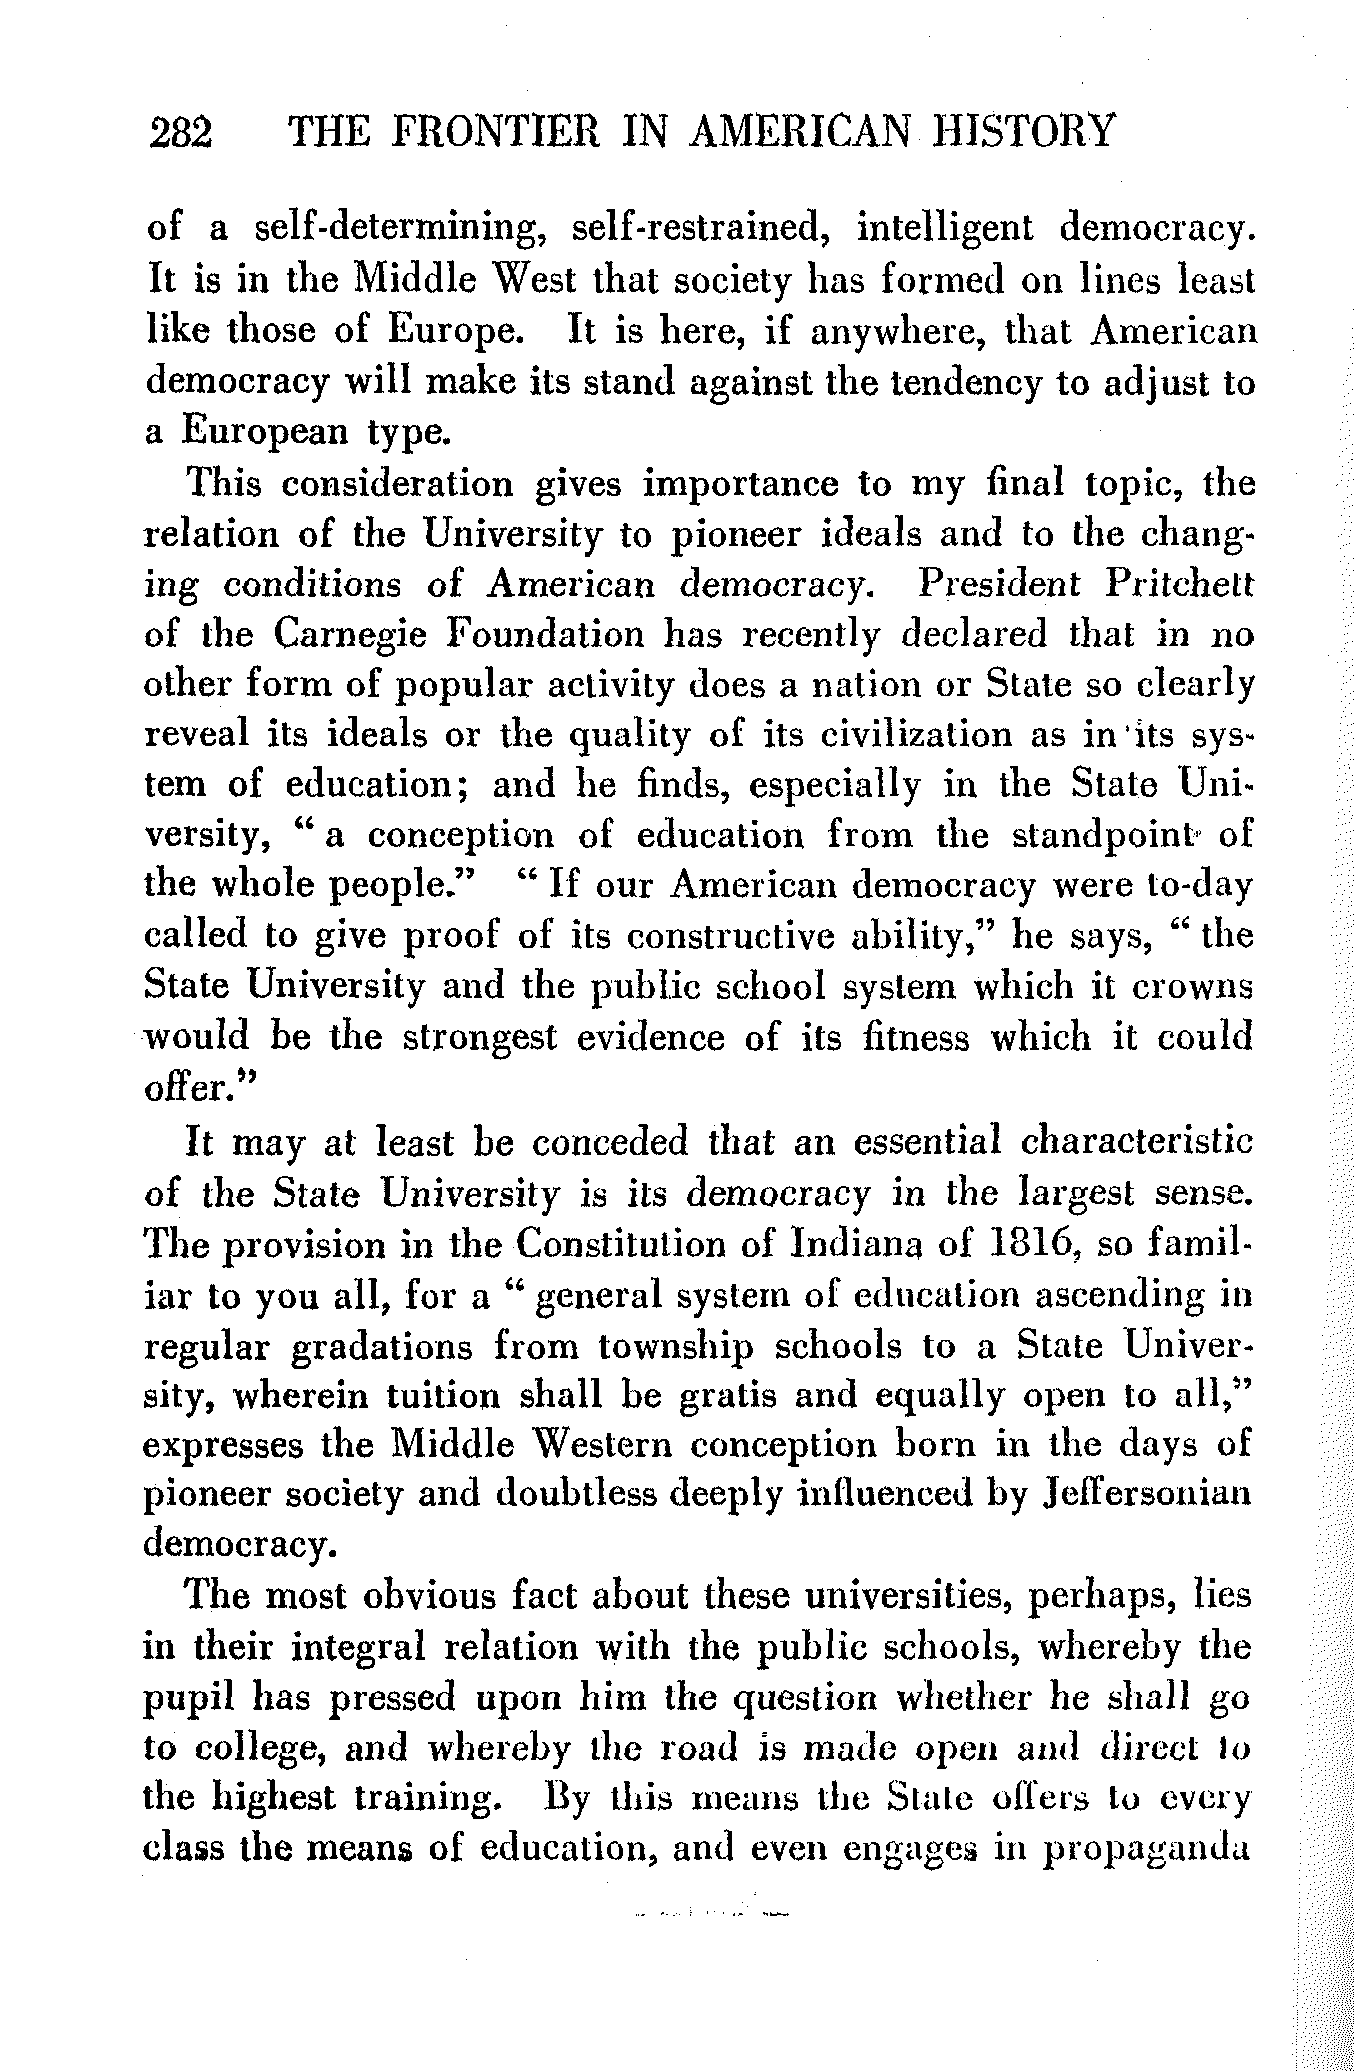 282 THE FRONTIER IN AMERICAN HISTORY
of a self-determining, self-restrained, intelligent democracy.
It is in the Middle West that society has formed on lines least
like those of Europe. It is here, if anywhere, that American
democracy will make its stand against the tendency to adjust to
a European type.
This consideration gives importance to my final topic, the
relation of the University to pioneer ideals and to the chang-
ing conditions of American democracy. President Pritchett
of the Carnegie Foundation has recently declared that in no
other form of popular activity does a nation or State so clearly
reveal its ideals or the quality of its civilization as in its sys-
tem of education; and he finds, especially in the State Uni-
versity, “ a conception of education from the standpoint of
the whole people.” “ If our American democracy were to-day
called to give proof of its constructive ability,” he says, “ the
State University and the public school system which it crowns
would be the strongest evidence of its fitness which it could
offer.”
It may at least be conceded that an essential characteristic
of the State University is its democracy in the largest sense.
The provision in the Constitution of Indiana of 1816, so famil-
iar to you all, for a “ general system of education ascending in
regular gradations from township schools to a State Univer-
sity, wherein tuition shall be gratis and equally open to all,”
expresses the Middle Western conception born in the days of
pioneer society and doubtless deeply influenced by Jeffersonian
democracy.
The most obvious fact about these universities, perhaps, lies
in their integral relation with the public schools, whereby the
pupil has pressed upon him the question whether he shall go
to college, and whereby the road is made open and direct to
the highest training. By this means the State offers to every
class the means of education, and even engages in propaganda